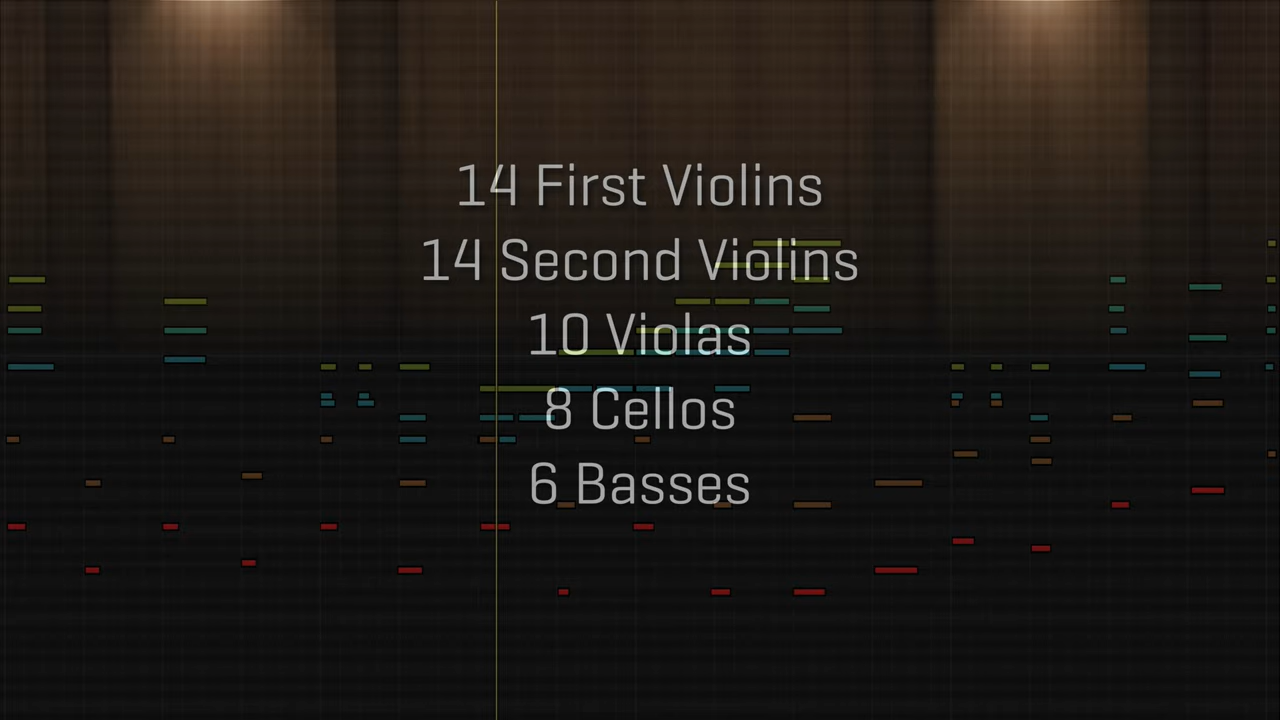 14 First Violins
14 Second Violins
10 Violas
8 Cellos
6 Basses